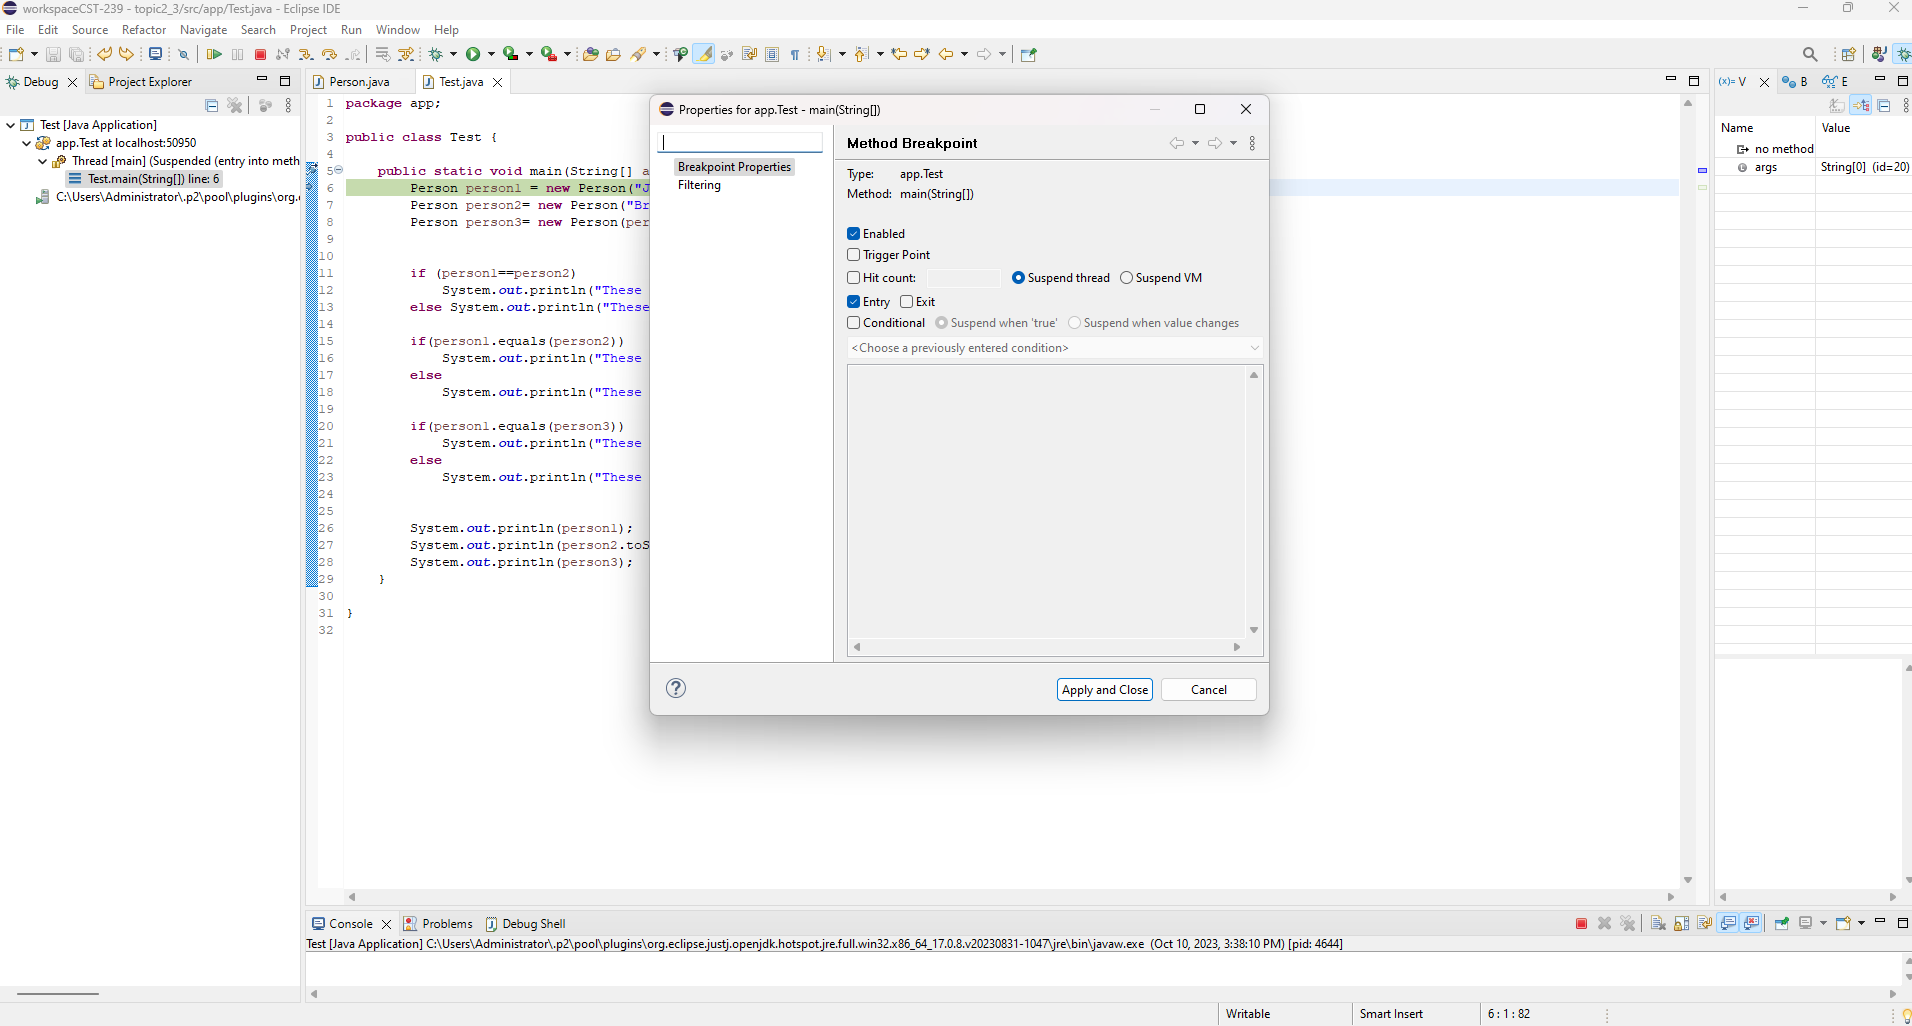 workspaceCST-239 - topic2_3/src/app/Test.java - Eclipse IDE
File Edit Source Refactor Navigate Search Project Run Window Help
Debug Project Explorer
Test [Java Application]
app.Test at localhost:50950
Thread [main] (Suspended (entry into meth
Test.main(String[]) line: 6
C:\Users\Administrator\.p2\pool\plugins\org.
Person.java Test.java
1 package app;
2
3 public class Test {
4
5 public static void main(String[] a
6 Person person1 = new Person("J
7 Person person2= new Person("Br
8 Person person3= new Person(per
9
10
11 if (person1==person2)
12 System.out.println("These
13 else System.out.println("These
14
15 if(person1.equals(person2))
16 System.out.println("These
17 else
18 System.out.println("These
19
20 if(person1.equals(person3))
21 System.out.println("These
22 else
23 System.out.println("These
24
25
26 System.out.println(person1);
27 System.out.println(person2.toS
28 System.out.println(person3);
29 }
30
31 }
32
Properties for app.Test - main(String[])
Breakpoint Properties
Filtering
Method Breakpoint
Type: app.Test
Method: main(String[])
Enabled
Trigger Point
Hit count: Suspend thread Suspend VM
Entry Exit
Conditional Suspend when 'true' Suspend when value changes
<Choose a previously entered condition>
Apply and Close Cancel
(x)= V B E
Name Value
no method
args String[0] (id=20)
Console Problems Debug Shell
Test [Java Application] C:\Users\Administrator\.p2\pool\plugins\org.eclipse.justj.openjdk.hotspot.jre.full.win32.x86_64_17.0.8.v20230831-1047\jre\bin\javaw.exe (Oct 10, 2023, 3:38:10 PM) [pid: 4644]
Writable Smart Insert 6 : 1 : 82